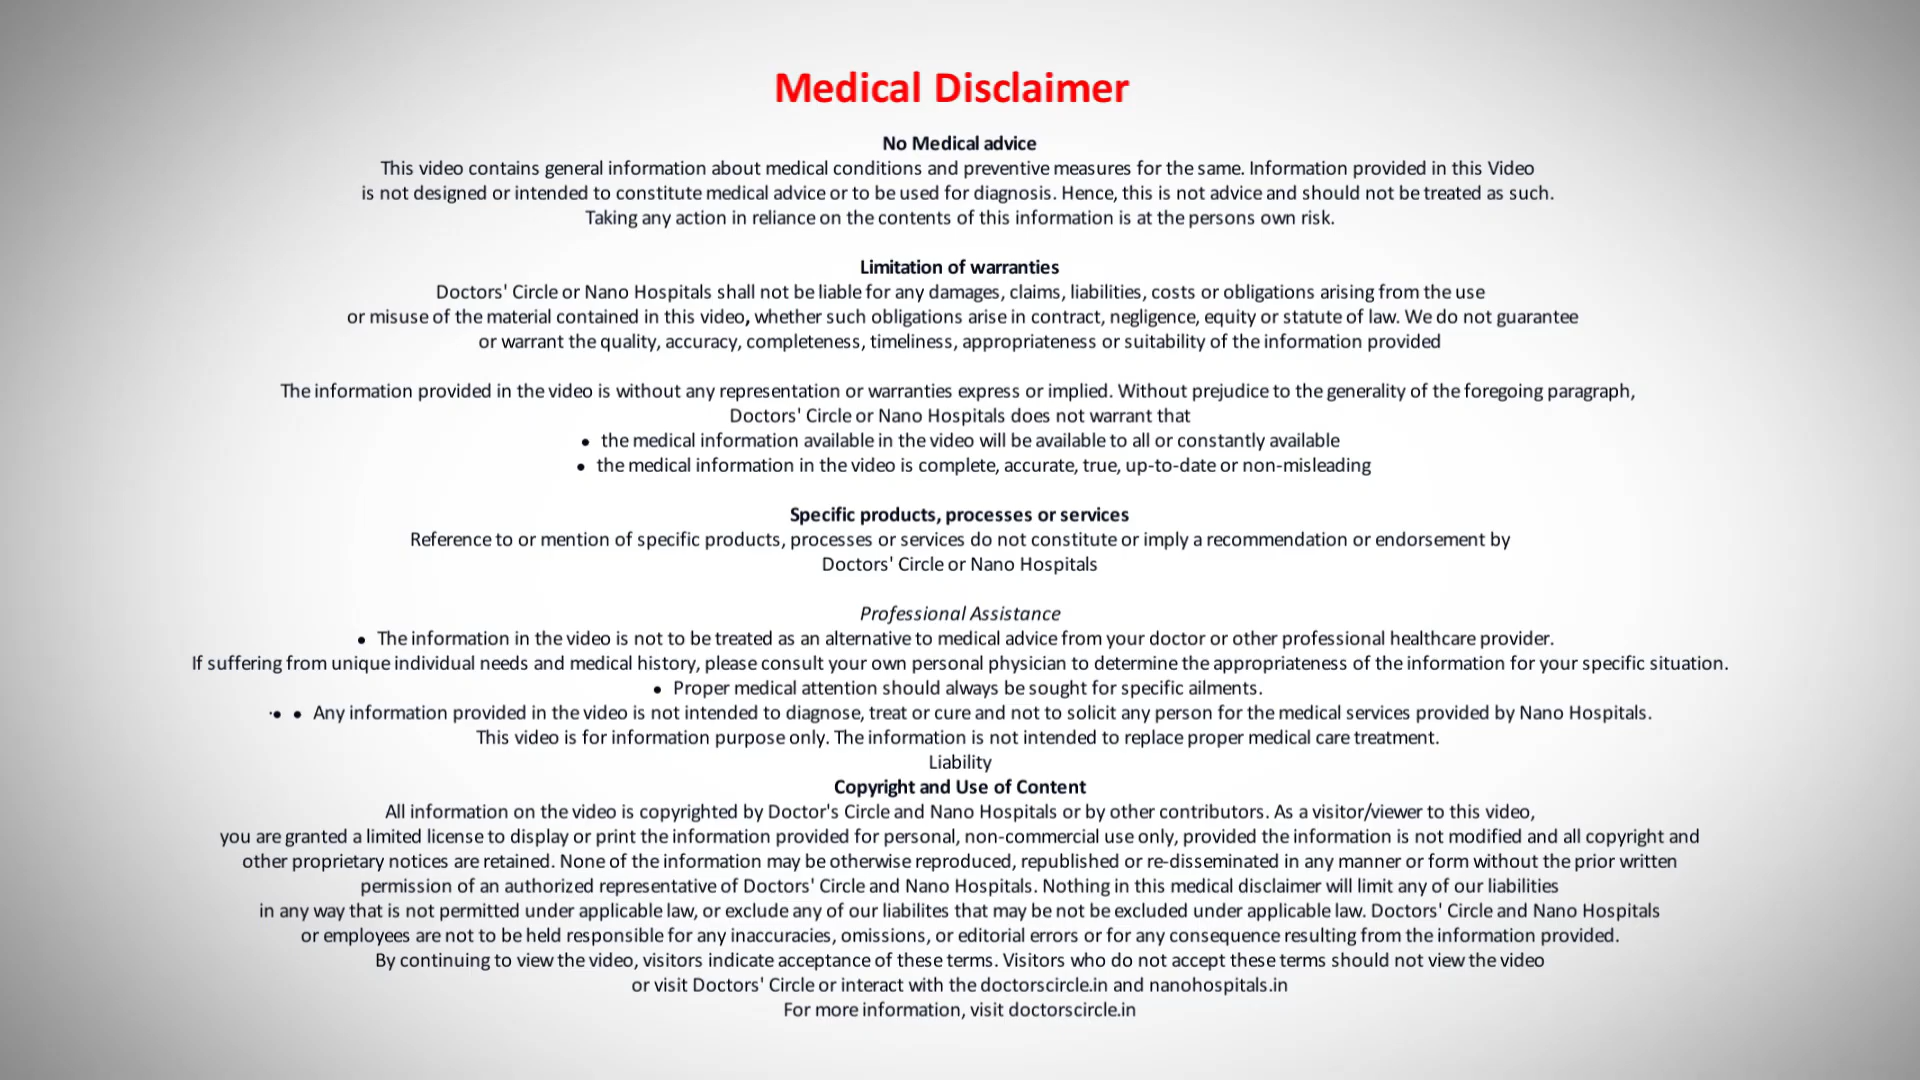 Medical Disclaimer
No Medical advice
This video contains general information about medical conditions and preventive measures for the same. Information provided in this Video
is not designed or intended to constitute medical advice or to be used for diagnosis. Hence, this is not advice and should not be treated as such.
Taking any action in reliance on the contents of this information is at the persons own risk.
Limitation of warranties
Doctors' Circle or Nano Hospitals shall not be liable for any damages, claims, liabilities, costs or obligations arising from the use
or misuse of the material contained in this video, whether such obligations arise in contract, negligence, equity or statute of law. We do not guarantee
or warrant the quality, accuracy, completeness, timeliness, appropriateness or suitability of the information provided
The information provided in the video is without any representation or warranties express or implied. Without prejudice to the generality of the foregoing paragraph,
Doctors' Circle or Nano Hospitals does not warrant that
• the medical information available in the video will be available to all or constantly available
• the medical information in the video is complete, accurate, true, up-to-date or non-misleading
Specific products, processes or services
Reference to or mention of specific products, processes or services do not constitute or imply a recommendation or endorsement by
Doctors' Circle or Nano Hospitals
Professional Assistance
• The information in the video is not to be treated as an alternative to medical advice from your doctor or other professional healthcare provider.
If suffering from unique individual needs and medical history, please consult your own personal physician to determine the appropriateness of the information for your specific situation.
• Proper medical attention should always be sought for specific ailments.
·• • Any information provided in the video is not intended to diagnose, treat or cure and not to solicit any person for the medical services provided by Nano Hospitals.
This video is for information purpose only. The information is not intended to replace proper medical care treatment.
Liability
Copyright and Use of Content
All information on the video is copyrighted by Doctor's Circle and Nano Hospitals or by other contributors. As a visitor/viewer to this video,
you are granted a limited license to display or print the information provided for personal, non-commercial use only, provided the information is not modified and all copyright and
other proprietary notices are retained. None of the information may be otherwise reproduced, republished or re-disseminated in any manner or form without the prior written
permission of an authorized representative of Doctors' Circle and Nano Hospitals. Nothing in this medical disclaimer will limit any of our liabilities
in any way that is not permitted under applicable law, or exclude any of our liabilites that may be not be excluded under applicable law. Doctors' Circle and Nano Hospitals
or employees are not to be held responsible for any inaccuracies, omissions, or editorial errors or for any consequence resulting from the information provided.
By continuing to view the video, visitors indicate acceptance of these terms. Visitors who do not accept these terms should not view the video
or visit Doctors' Circle or interact with the doctorscircle.in and nanohospitals.in
For more information, visit doctorscircle.in